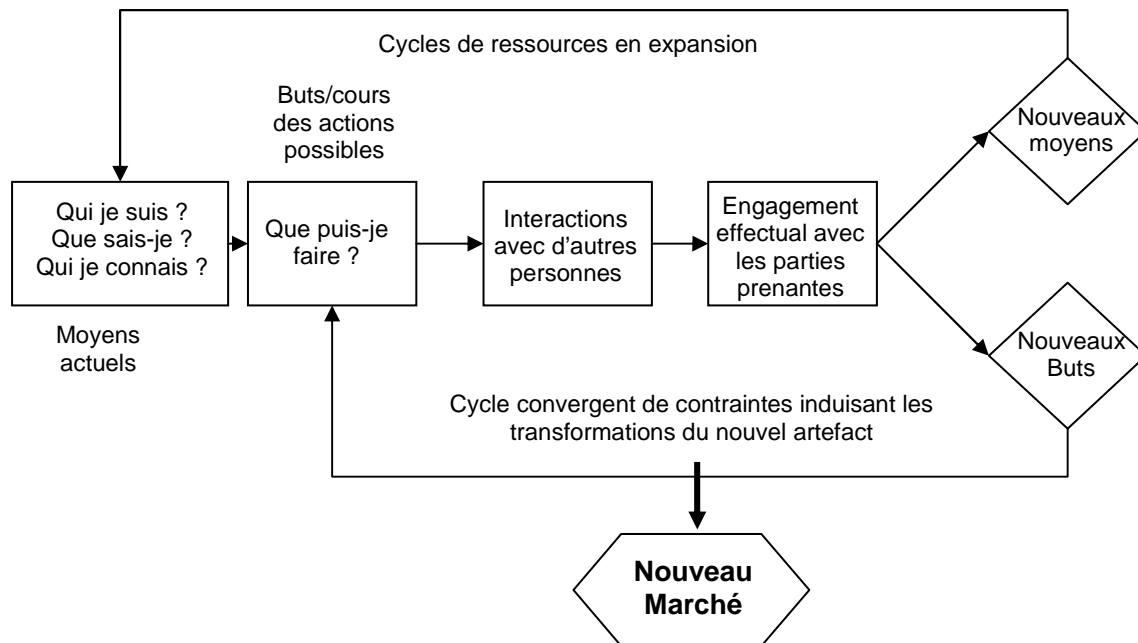 Cycles de ressources en expansion
Buts/cours
des actions
possibles
Qui je suis ?
Que sais-je ?
Qui je connais ?
Moyens
actuels
Que puis-je
faire ?
Interactions
avec d’autres
personnes
Engagement
effectual avec
les parties
prenantes
Nouveaux
moyens
Nouveaux
Buts
Cycle convergent de contraintes induisant les
transformations du nouvel artefact
Nouveau
Marché